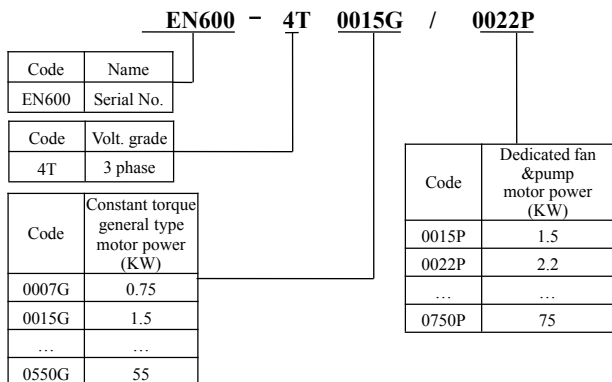 EN600 - 4T 0015G / 0022P
Code Name
EN600 Serial No.
Code Volt. grade
4T 3 phase
Code
Constant torque
general type
motor power
(KW)
0007G 0.75
0015G 1.5
… …
0550G 55
Code
Dedicated fan
&pump
motor power
(KW)
0015P 1.5
0022P 2.2
… …
0750P 75